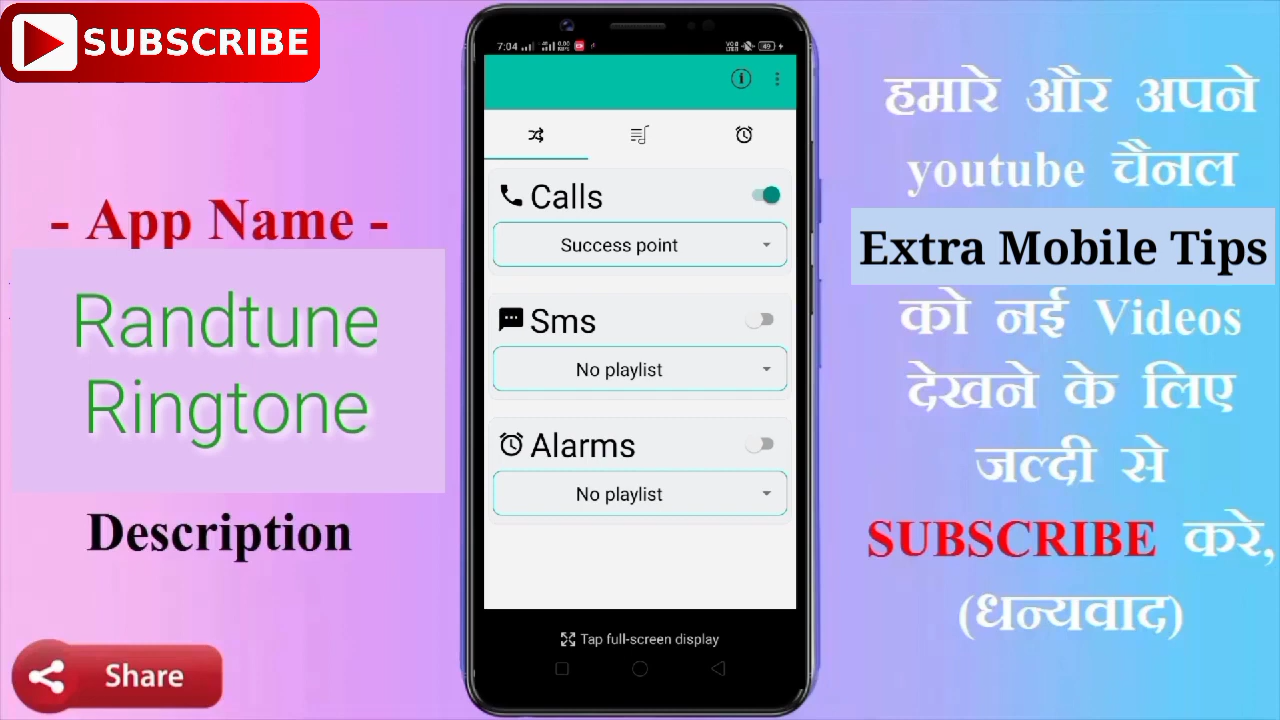 SUBSCRIBE
- App Name -
Randtune
Ringtone
Description
Share
7:04
49
Calls
Success point
Sms
No playlist
Alarms
No playlist
Tap full-screen display
हमारे और अपने
youtube चैनल
Extra Mobile Tips
को नई Videos
देखने के लिए
जल्दी से
SUBSCRIBE करे,
(धन्यवाद)